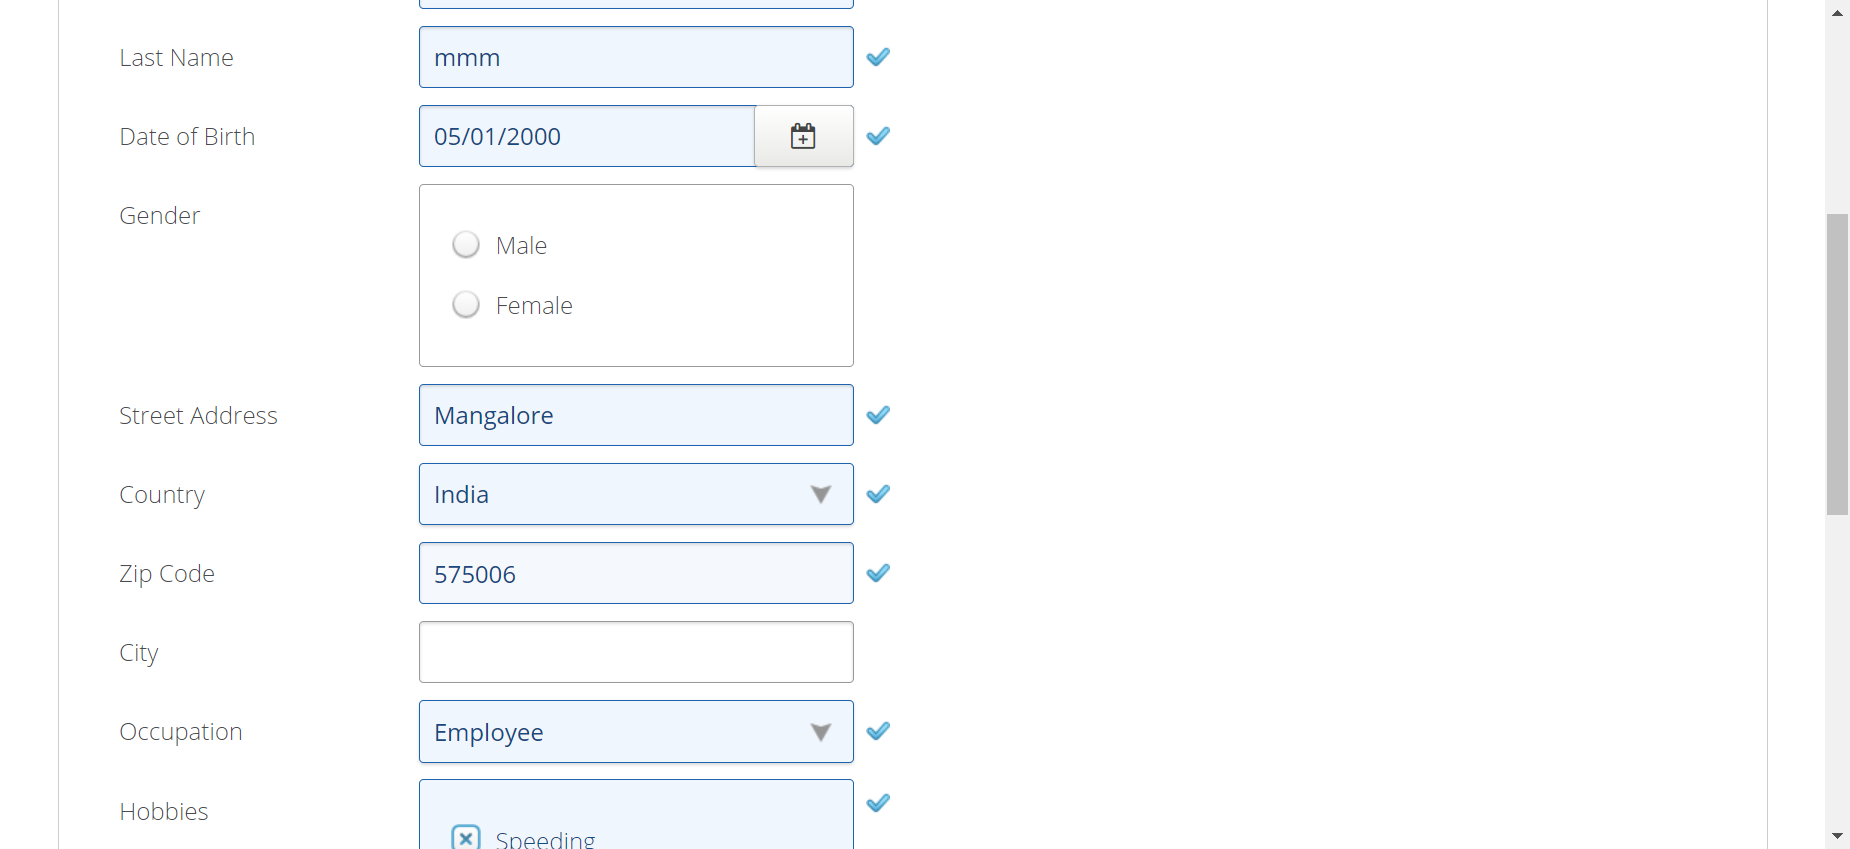 Last Name
mmm
Date of Birth
05/01/2000
Gender
Male
Female
Street Address
Mangalore
Country
India
Zip Code
575006
City
Occupation
Employee
Hobbies
Speeding